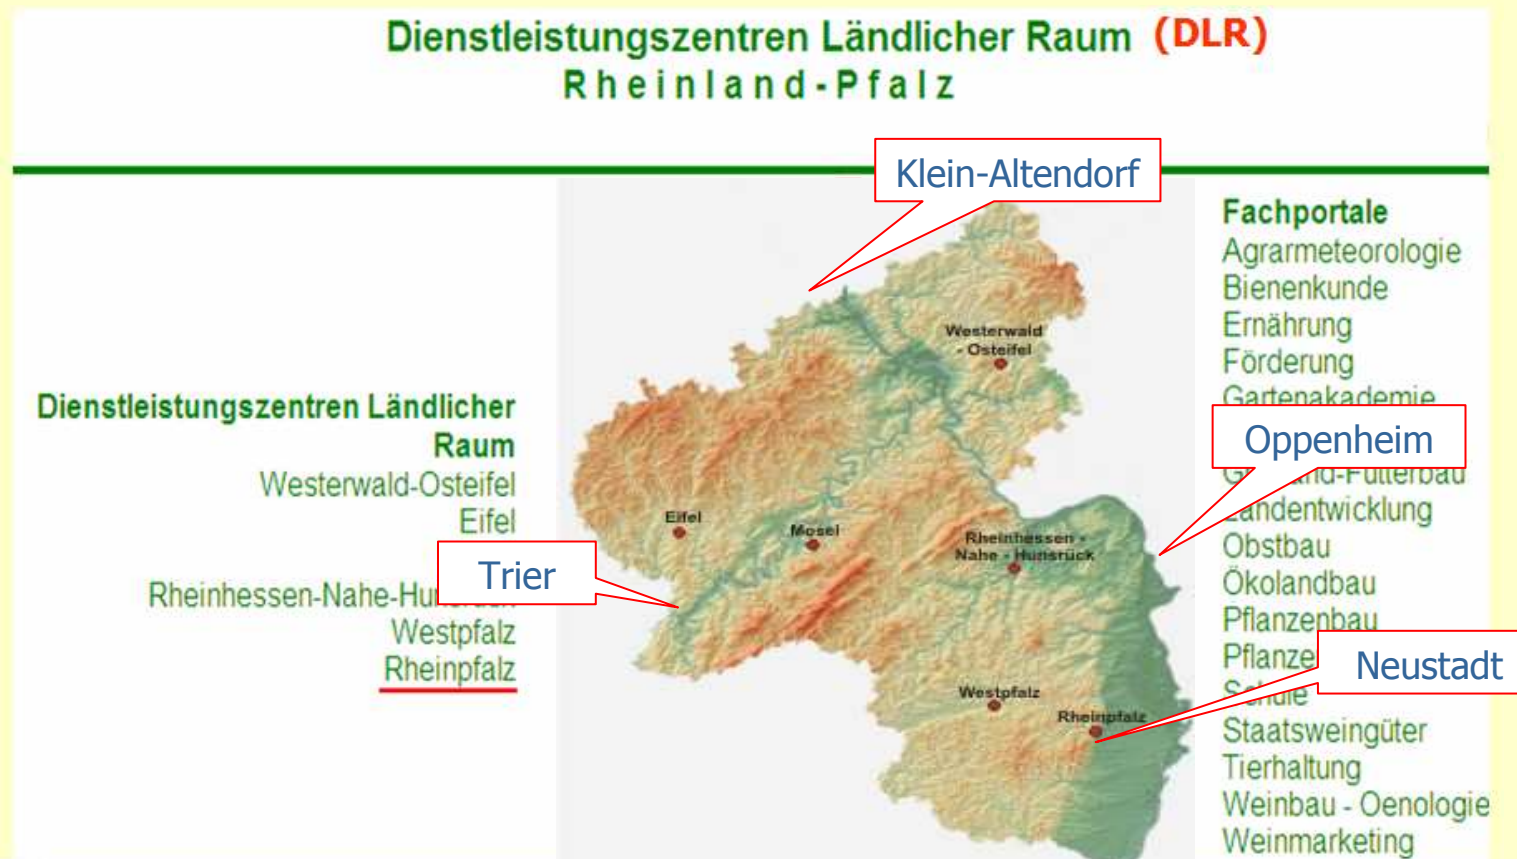 Dienstleistungszentren Ländlicher Raum (DLR)
Rheinland-Pfalz
Klein-Altendorf
Dienstleistungszentren Ländlicher
Raum
Westerwald-Osteifel
Eifel
Trier
Westpfalz
Rheinpfalz
Westerwald
- Osteifel
Eifel
Mosel
Rheinhessen -
Nahe - Hunsrück
Westpfalz
Rheinpfalz
Fachportale
Agrarmeteorologie
Bienenkunde
Ernährung
Förderung
Gartenakademie
Oppenheim
Landentwicklung
Obstbau
Ökolandbau
Pflanzenbau
Neustadt
Schule
Staatsweingüter
Tierhaltung
Weinbau - Oenologie
Weinmarketing